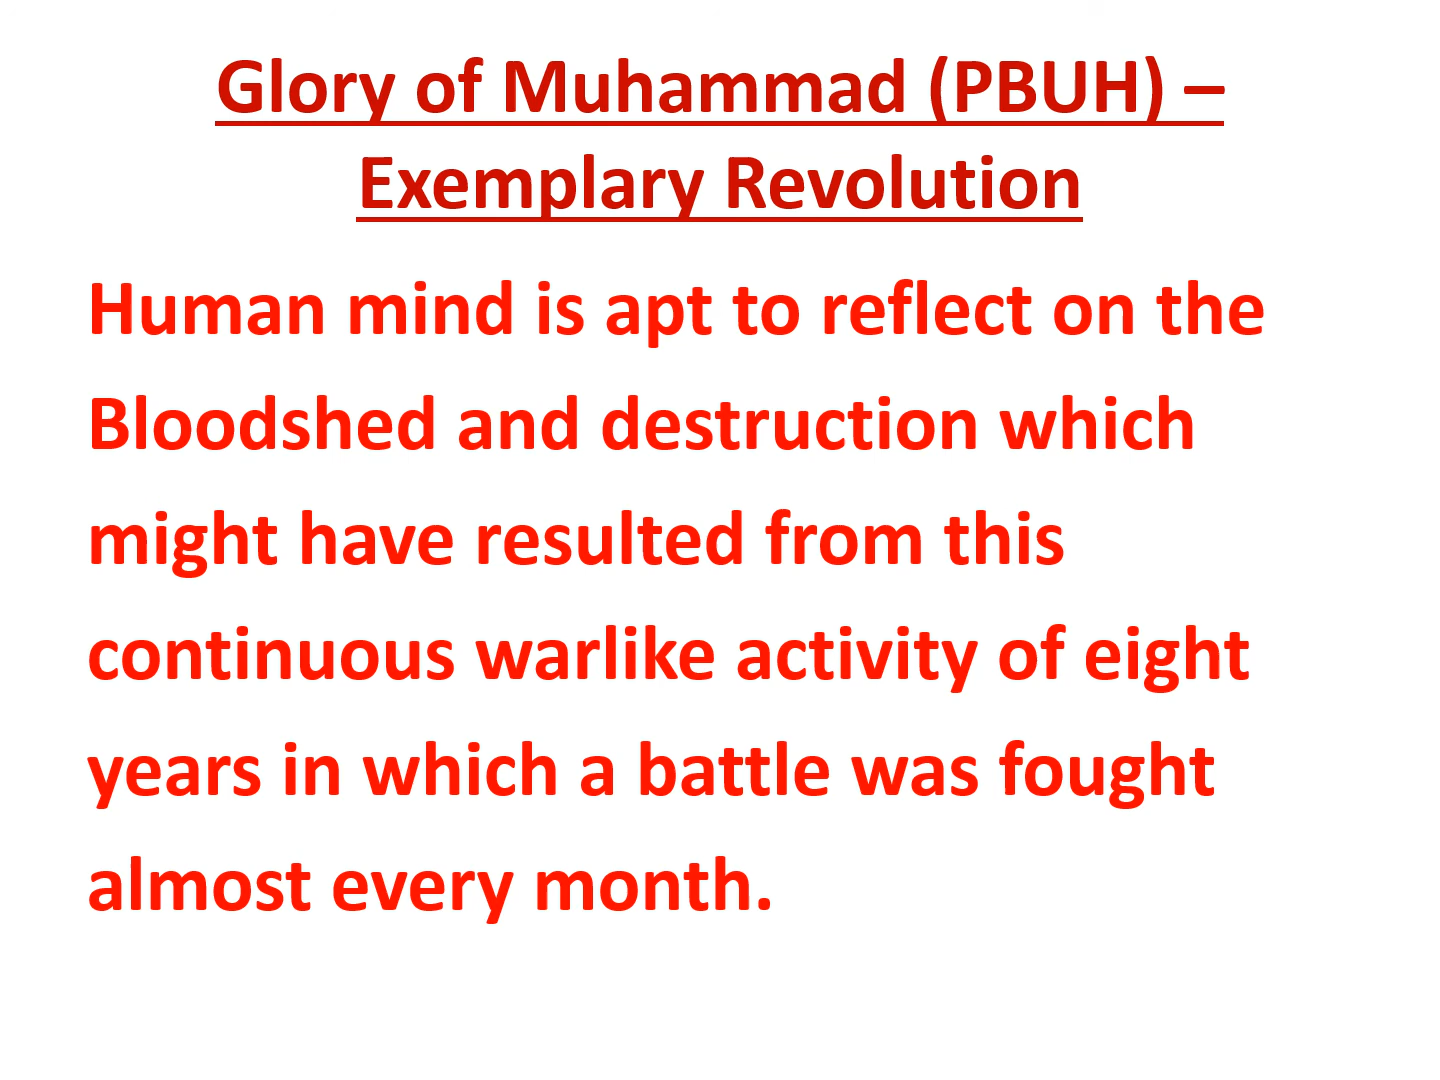 Glory of Muhammad (PBUH) –
Exemplary Revolution
Human mind is apt to reflect on the
Bloodshed and destruction which
might have resulted from this
continuous warlike activity of eight
years in which a battle was fought
almost every month.